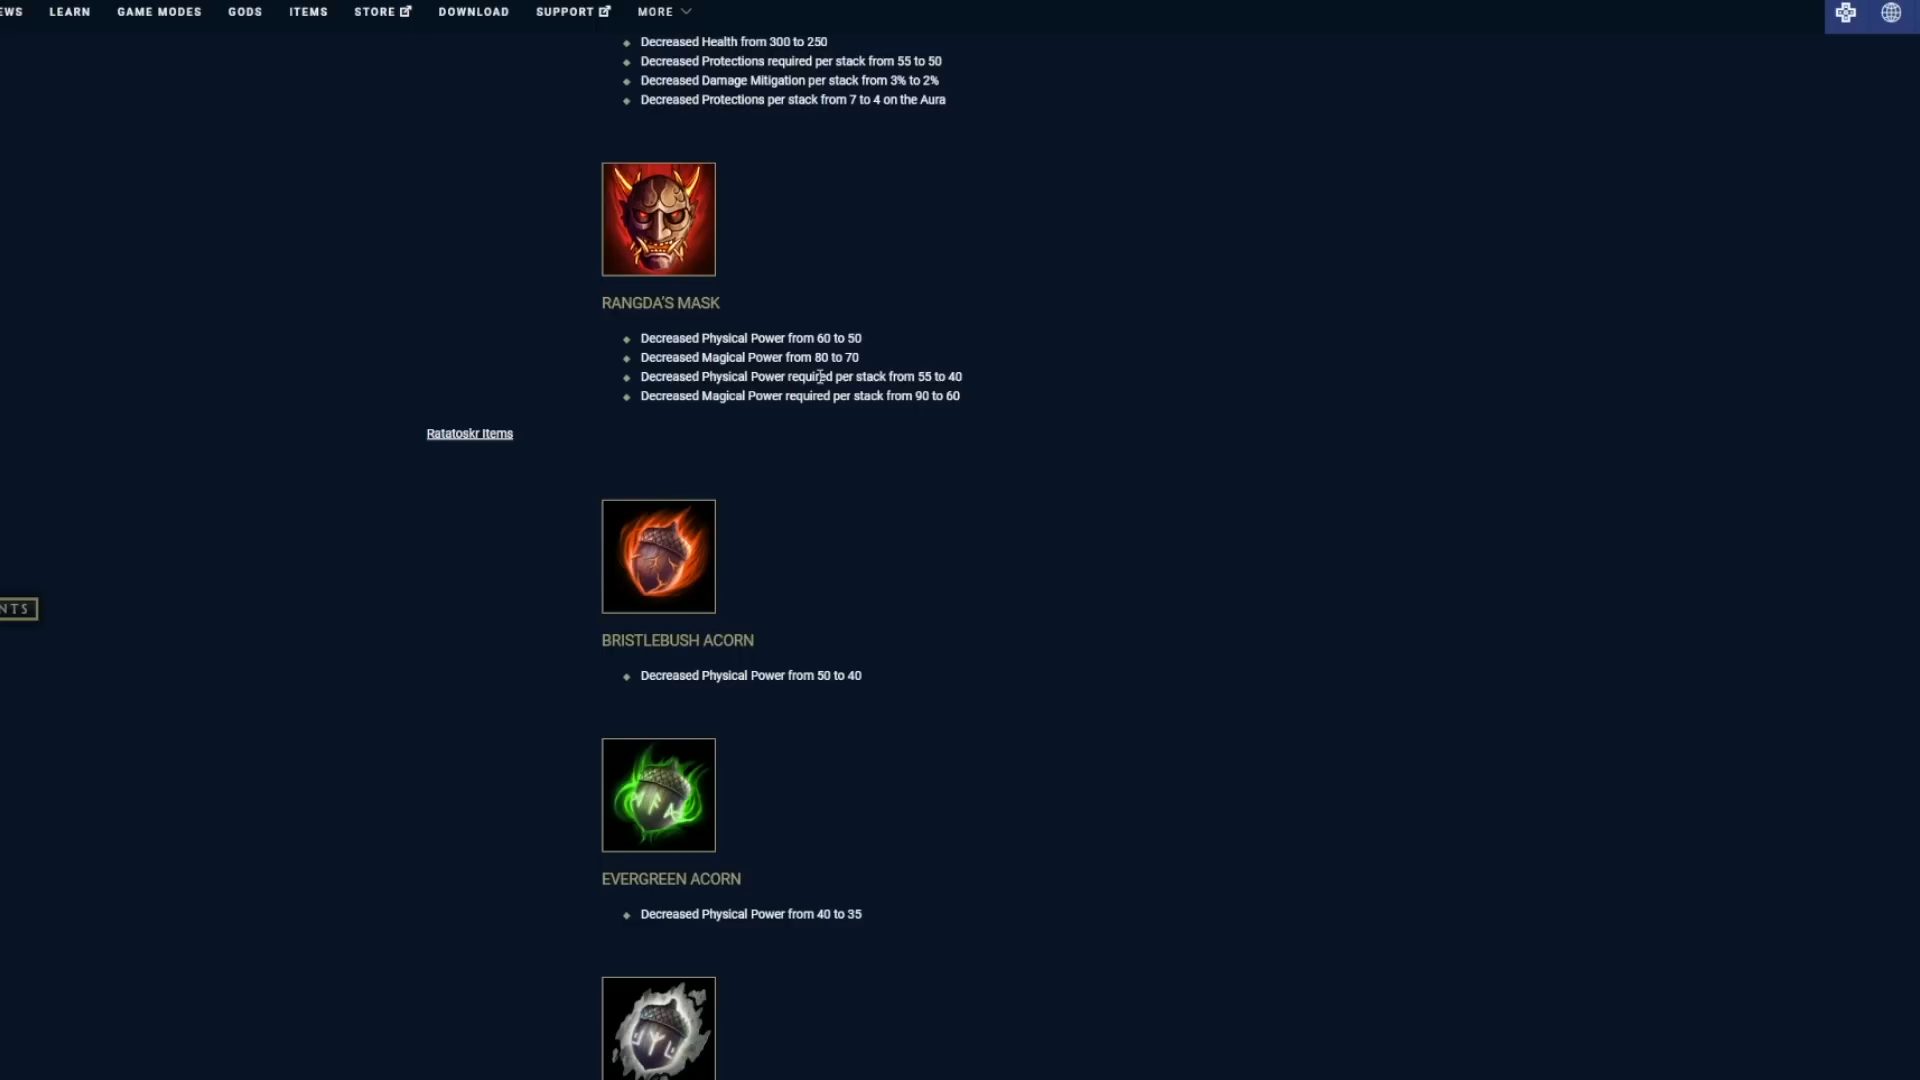 EWS LEARN GAME MODES GODS ITEMS STORE DOWNLOAD SUPPORT MORE
Decreased Health from 300 to 250
Decreased Protections required per stack from 55 to 50
Decreased Damage Mitigation per stack from 3% to 2%
Decreased Protections per stack from 7 to 4 on the Aura
RANGDA'S MASK
Decreased Physical Power from 60 to 50
Decreased Magical Power from 80 to 70
Decreased Physical Power required per stack from 55 to 40
Decreased Magical Power required per stack from 90 to 60
Ratatoskr Items
NTS
BRISTLEBUSH ACORN
Decreased Physical Power from 50 to 40
EVERGREEN ACORN
Decreased Physical Power from 40 to 35